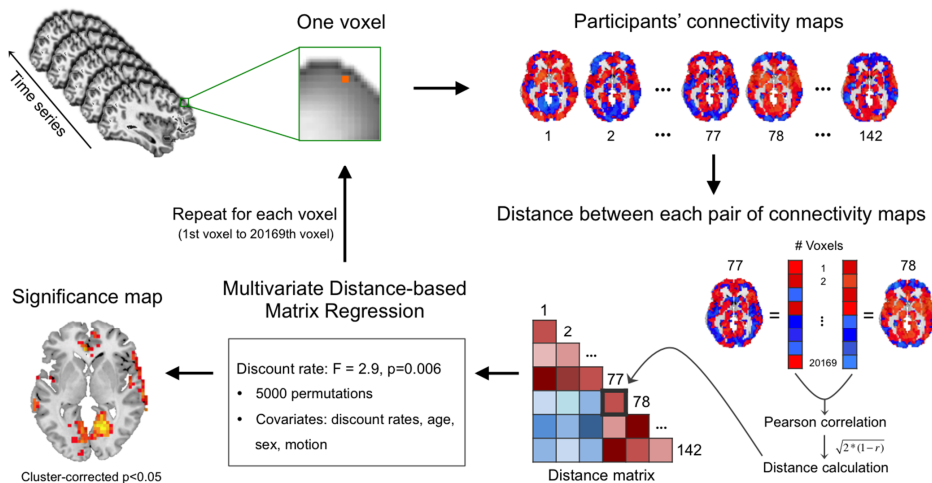 Time series
One voxel
Participants' connectivity maps
1 2 ... 77 78 ... 142
Repeat for each voxel
(1st voxel to 20169th voxel)
Distance between each pair of connectivity maps
# Voxels
77
78
1
2
...
20169
=
=
Pearson correlation
√2*(1−r)
Distance calculation
1
2
...
77
78
...
142
Distance matrix
Multivariate Distance-based
Matrix Regression
Discount rate: F = 2.9, p=0.006
• 5000 permutations
• Covariates: discount rates, age,
sex, motion
Significance map
Cluster-corrected p<0.05